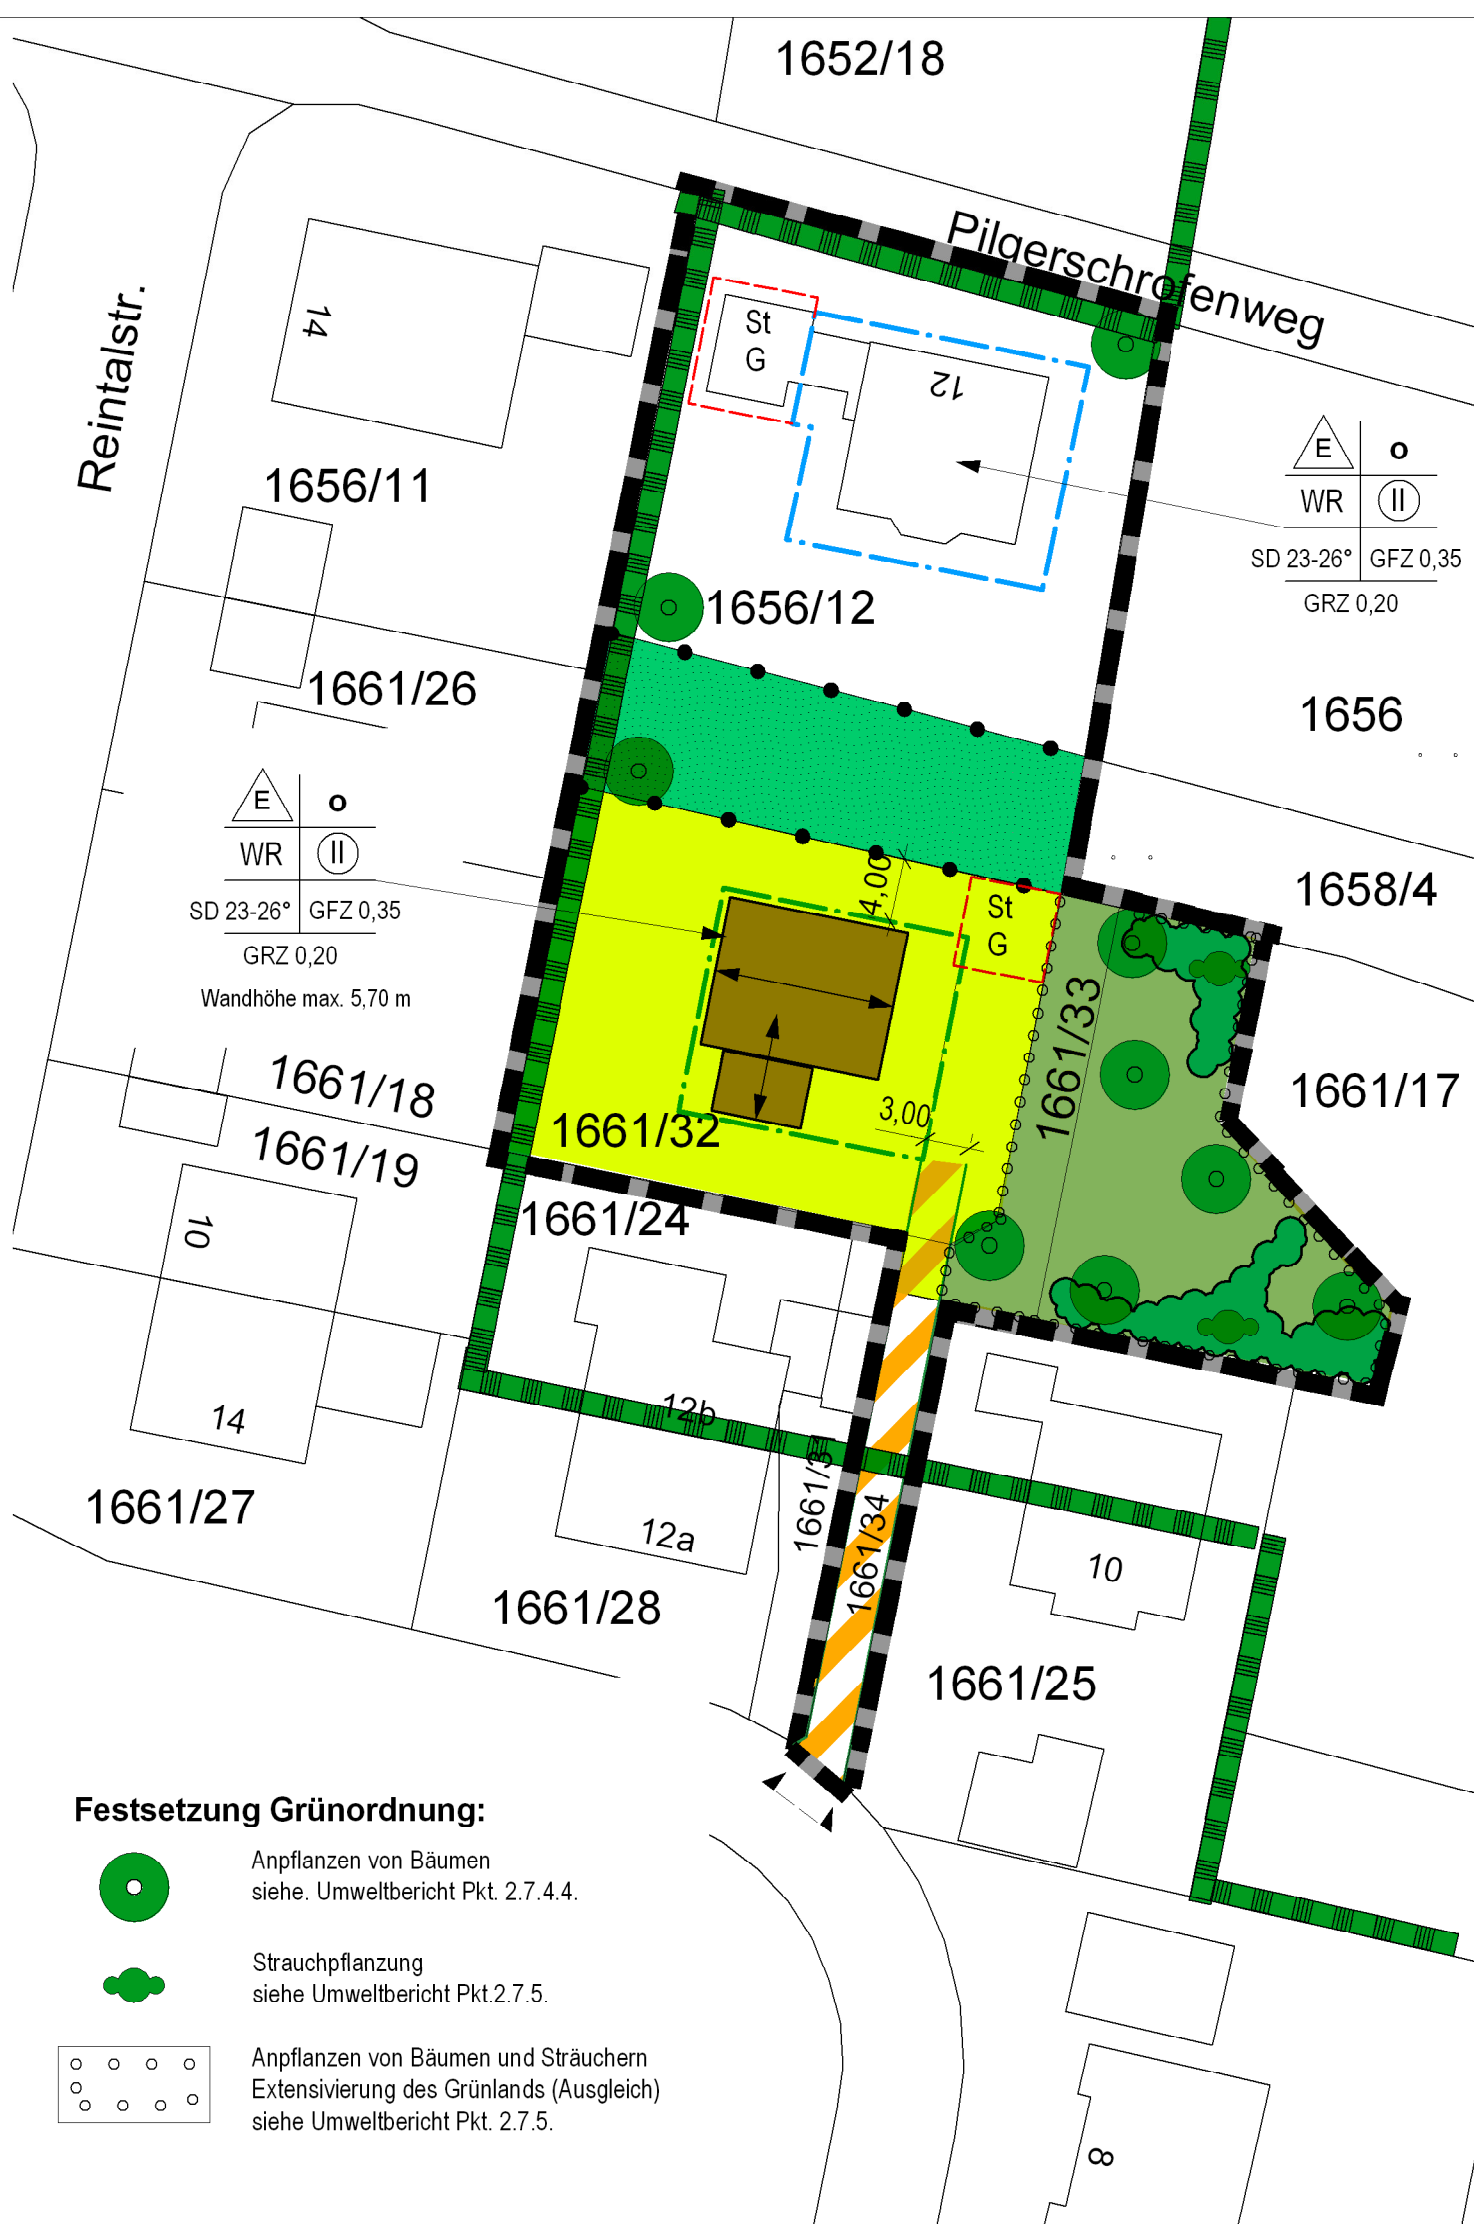 1652/18
Pilgerschrofenweg
Reintalstr.
14
St
G
12
E
o
WR
II
SD 23-26°
GFZ 0,35
GRZ 0,20
1656/11
1656/12
1661/26
1656
E
o
WR
II
SD 23-26°
GFZ 0,35
GRZ 0,20
Wandhöhe max. 5,70 m
4,00
St
G
1658/4
1661/33
1661/18
1661/17
1661/19
1661/32
3,00
10
1661/24
14
12b
1661/31
1661/34
12a
10
1661/27
1661/28
1661/25
Festsetzung Grünordnung:
Anpflanzen von Bäumen
siehe. Umweltbericht Pkt. 2.7.4.4.
Strauchpflanzung
siehe Umweltbericht Pkt.2.7.5.
Anpflanzen von Bäumen und Sträuchern
Extensivierung des Grünlands (Ausgleich)
siehe Umweltbericht Pkt. 2.7.5.
8